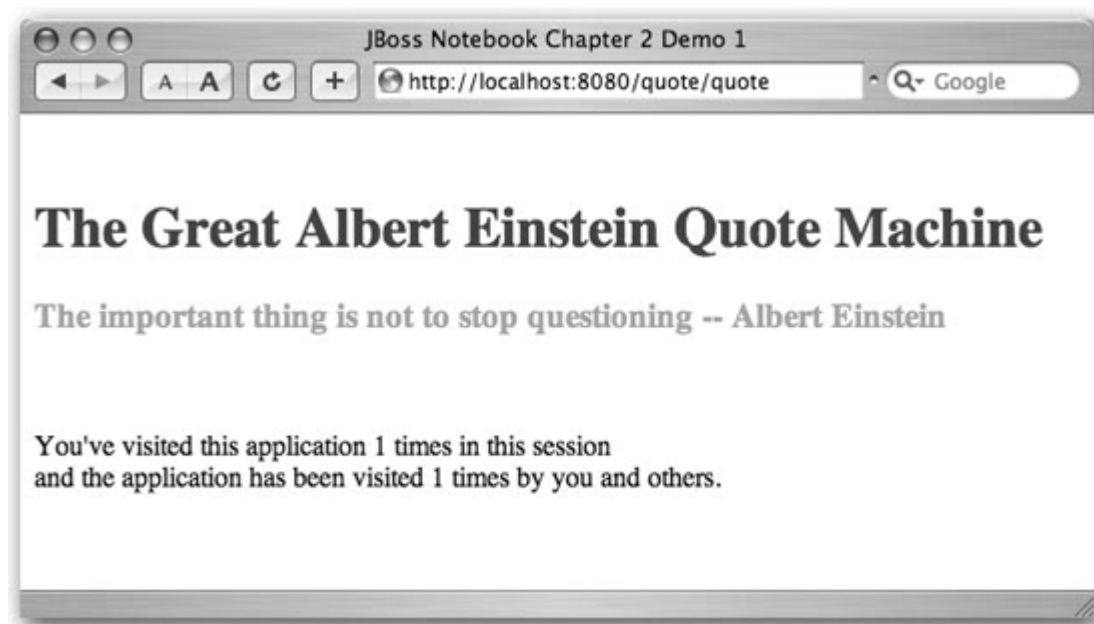 JBoss Notebook Chapter 2 Demo 1
A A + http://localhost:8080/quote/quote Q Google
The Great Albert Einstein Quote Machine
The important thing is not to stop questioning -- Albert Einstein
You've visited this application 1 times in this session
and the application has been visited 1 times by you and others.